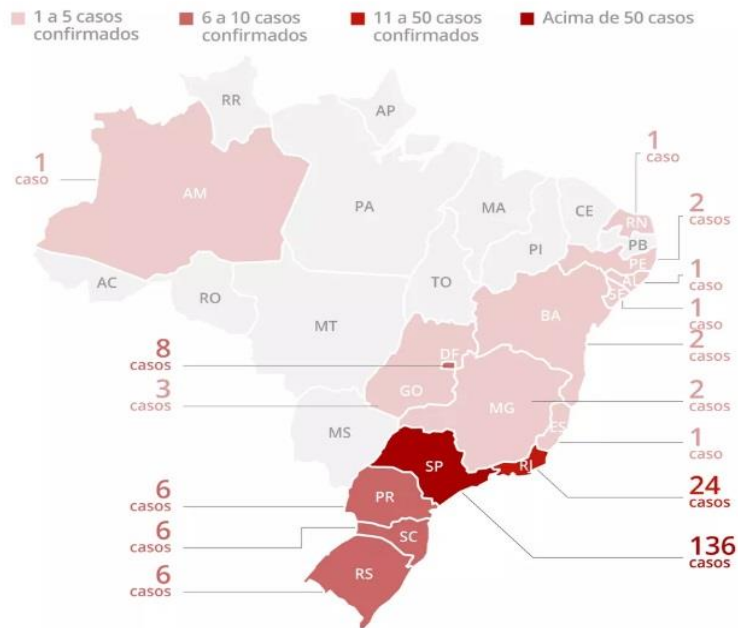 1 a 5 casos
confirmados
6 a 10 casos
confirmados
11 a 50 casos
confirmados
Acima de 50 casos
RR
AP
1
caso
AM
PA
MA
CE
RN
1
caso
PB
PI
PE
2
casos
AL
1
caso
SE
1
caso
AC
RO
TO
BA
2
casos
MT
8
casos
DF
3
casos
GO
MG
2
casos
ES
1
caso
MS
SP
136
casos
RJ
24
casos
6
casos
PR
6
casos
SC
6
casos
RS